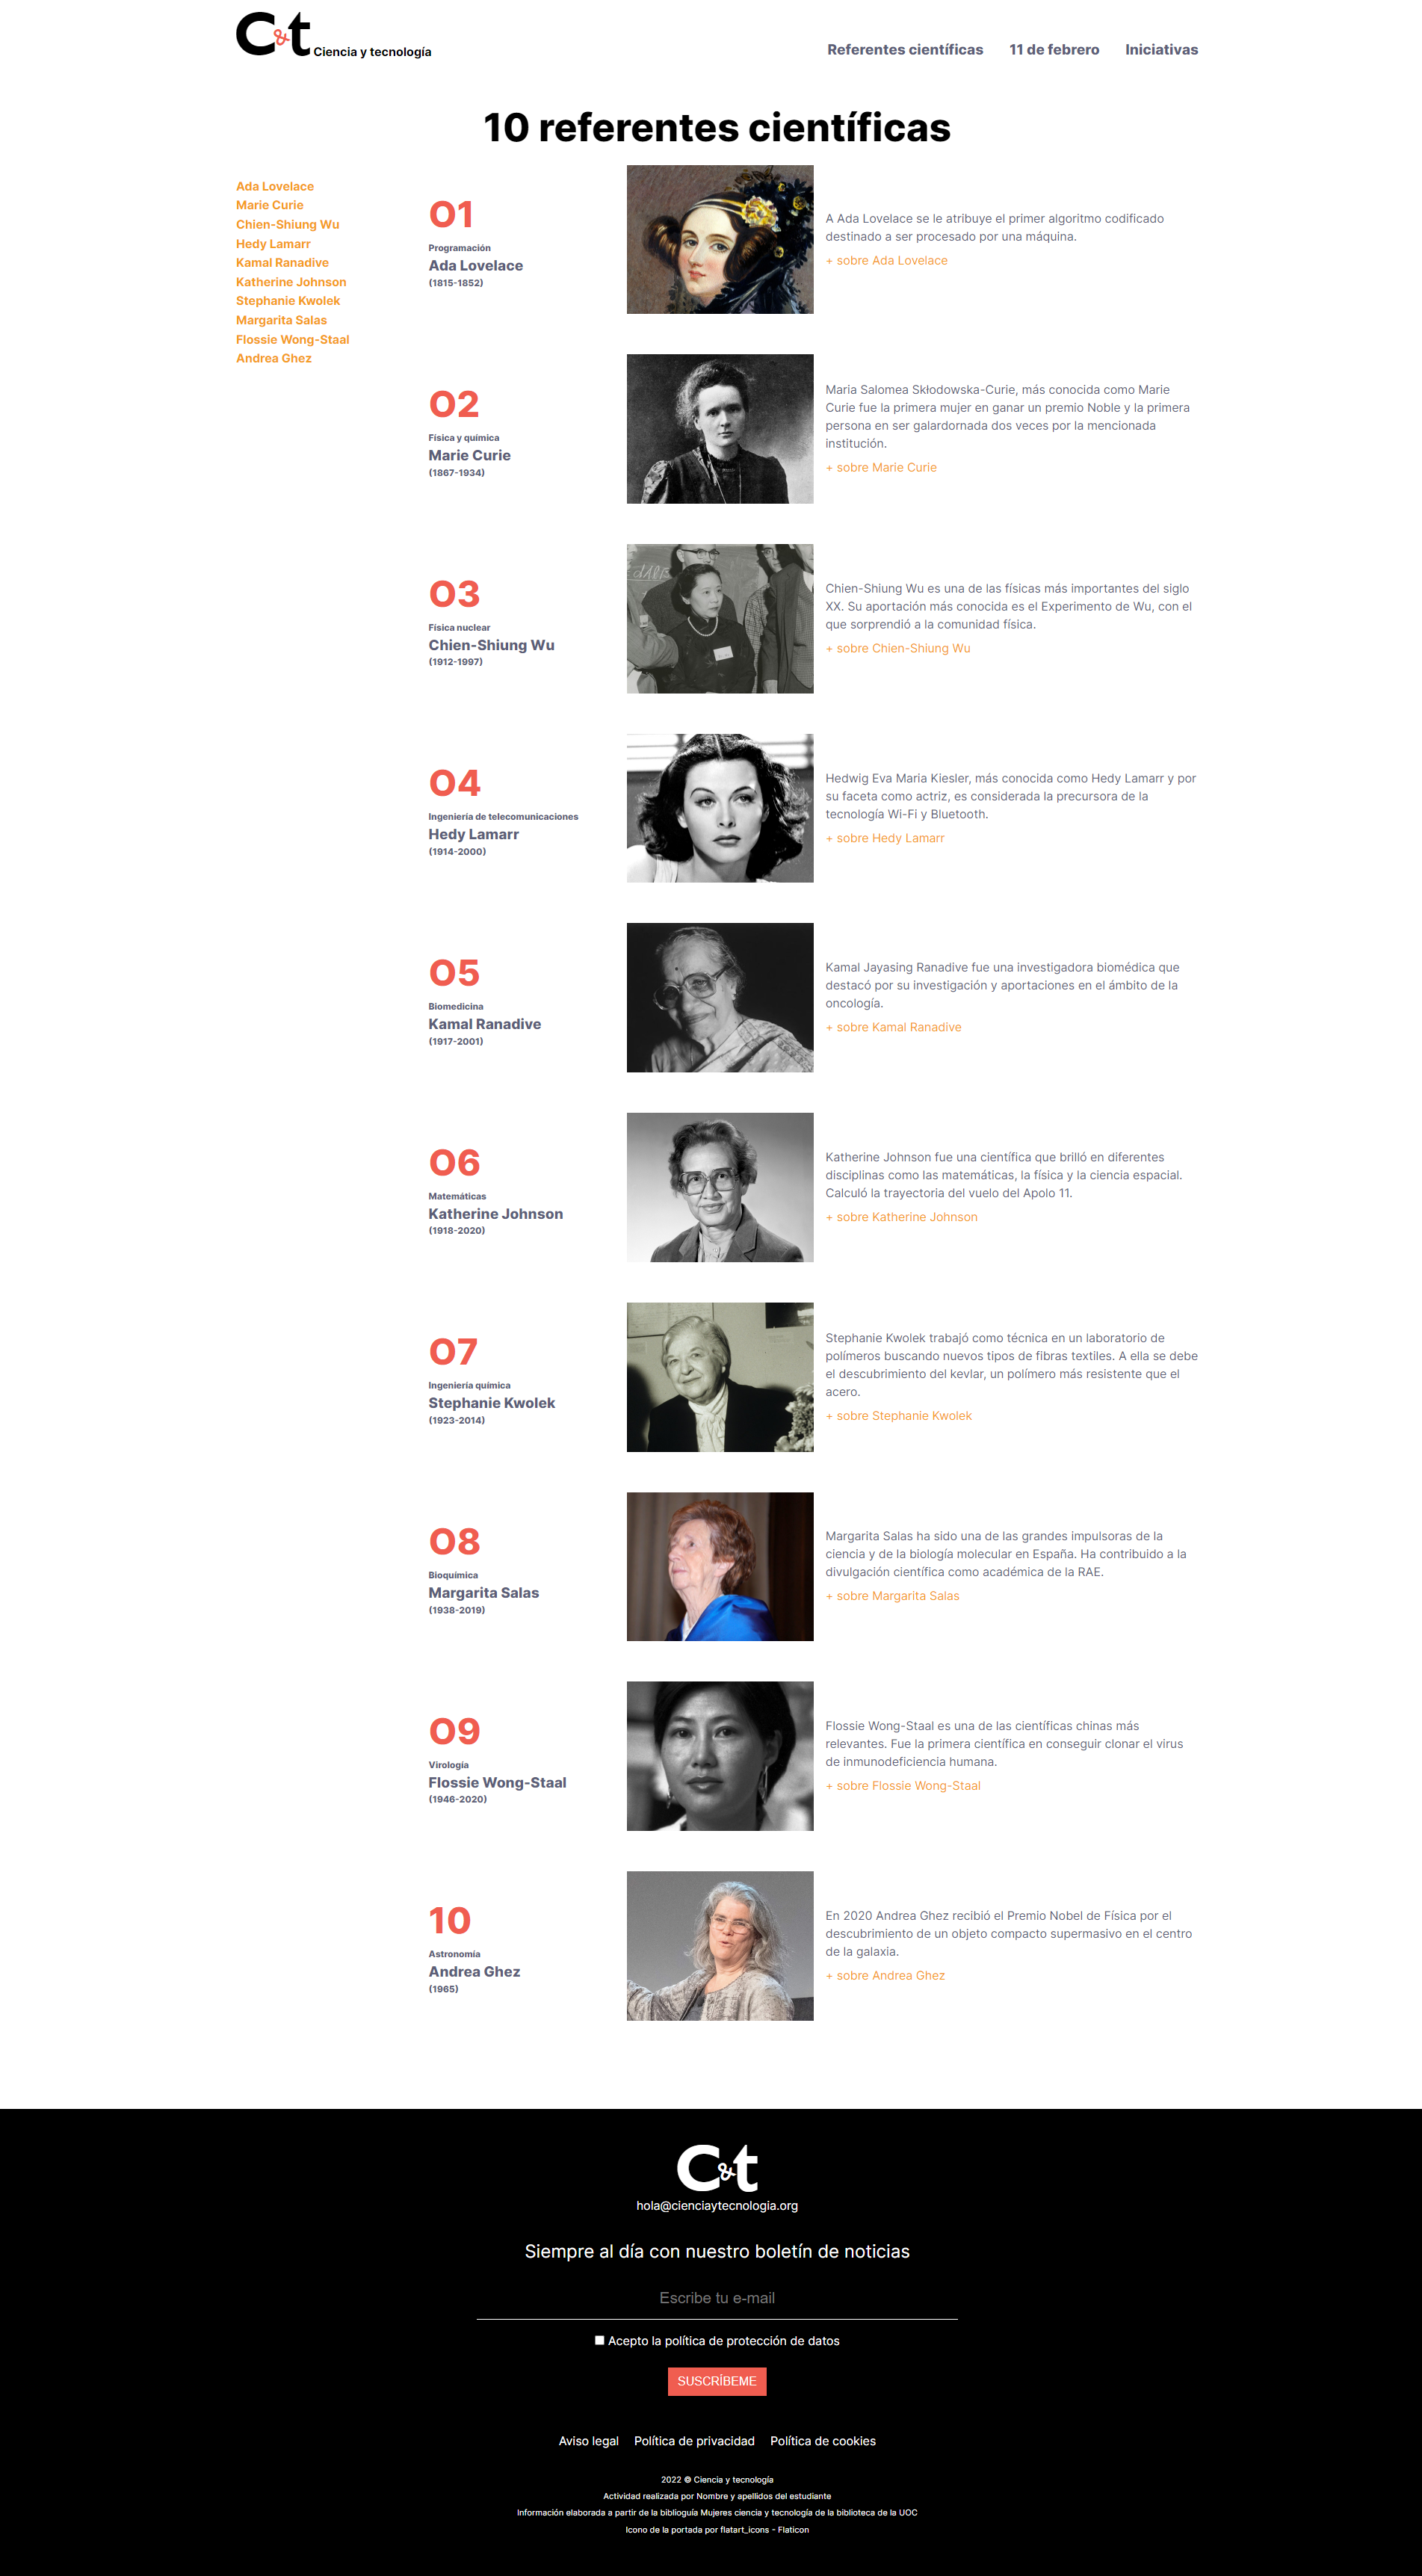 C&t Ciencia y tecnología
Referentes científicas 11 de febrero Iniciativas
10 referentes científicas
Ada Lovelace
Marie Curie
Chien-Shiung Wu
Hedy Lamarr
Kamal Ranadive
Katherine Johnson
Stephanie Kwolek
Margarita Salas
Flossie Wong-Staal
Andrea Ghez
01
Programación
Ada Lovelace
(1815-1852)
A Ada Lovelace se le atribuye el primer algoritmo codificado
destinado a ser procesado por una máquina.
+ sobre Ada Lovelace
02
Física y química
Marie Curie
(1867-1934)
Maria Salomea Skłodowska-Curie, más conocida como Marie
Curie fue la primera mujer en ganar un premio Noble y la primera
persona en ser galardornada dos veces por la mencionada
institución.
+ sobre Marie Curie
03
Física nuclear
Chien-Shiung Wu
(1912-1997)
Chien-Shiung Wu es una de las físicas más importantes del siglo
XX. Su aportación más conocida es el Experimento de Wu, con el
que sorprendió a la comunidad física.
+ sobre Chien-Shiung Wu
04
Ingeniería de telecomunicaciones
Hedy Lamarr
(1914-2000)
Hedwig Eva Maria Kiesler, más conocida como Hedy Lamarr y por
su faceta como actriz, es considerada la precursora de la
tecnología Wi-Fi y Bluetooth.
+ sobre Hedy Lamarr
05
Biomedicina
Kamal Ranadive
(1917-2001)
Kamal Jayasing Ranadive fue una investigadora biomédica que
destacó por su investigación y aportaciones en el ámbito de la
oncología.
+ sobre Kamal Ranadive
06
Matemáticas
Katherine Johnson
(1918-2020)
Katherine Johnson fue una científica que brilló en diferentes
disciplinas como las matemáticas, la física y la ciencia espacial.
Calculó la trayectoria del vuelo del Apolo 11.
+ sobre Katherine Johnson
07
Ingeniería química
Stephanie Kwolek
(1923-2014)
Stephanie Kwolek trabajó como técnica en un laboratorio de
polímeros buscando nuevos tipos de fibras textiles. A ella se debe
el descubrimiento del kevlar, un polímero más resistente que el
acero.
+ sobre Stephanie Kwolek
08
Bioquímica
Margarita Salas
(1938-2019)
Margarita Salas ha sido una de las grandes impulsoras de la
ciencia y de la biología molecular en España. Ha contribuido a la
divulgación científica como académica de la RAE.
+ sobre Margarita Salas
09
Virología
Flossie Wong-Staal
(1946-2020)
Flossie Wong-Staal es una de las científicas chinas más
relevantes. Fue la primera científica en conseguir clonar el virus
de inmunodeficiencia humana.
+ sobre Flossie Wong-Staal
10
Astronomía
Andrea Ghez
(1965)
En 2020 Andrea Ghez recibió el Premio Nobel de Física por el
descubrimiento de un objeto compacto supermasivo en el centro
de la galaxia.
+ sobre Andrea Ghez
C&t
hola@cienciaytecnologia.org
Siempre al día con nuestro boletín de noticias
Escribe tu e-mail
Acepto la política de protección de datos
SUSCRÍBEME
Aviso legal Política de privacidad Política de cookies
2022 © Ciencia y tecnología
Actividad realizada por Nombre y apellidos del estudiante
Información elaborada a partir de la biblioguía Mujeres ciencia y tecnología de la biblioteca de la UOC
Icono de la portada por flatart_icons - Flaticon